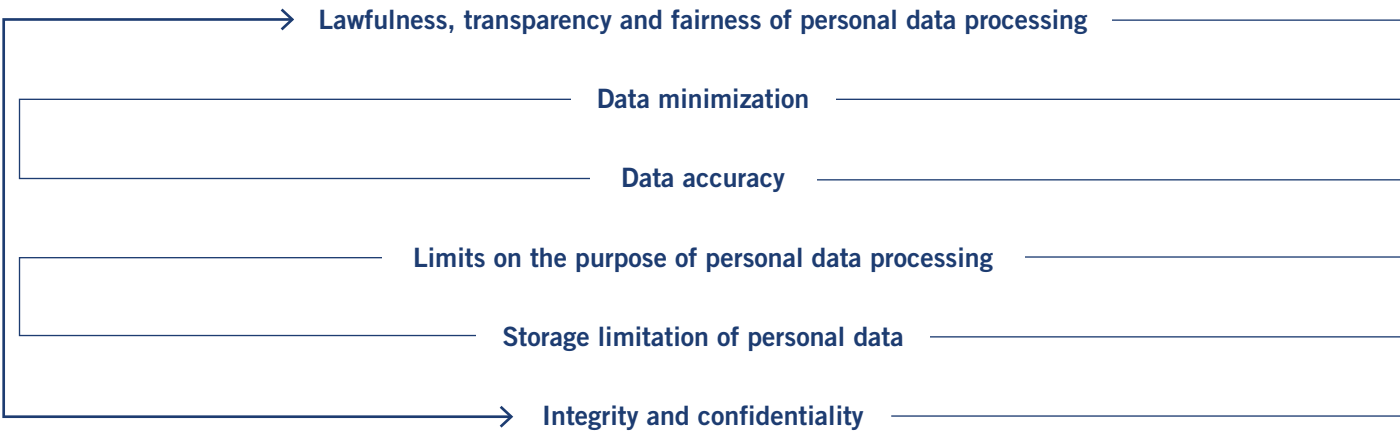 Lawfulness, transparency and fairness of personal data processing
Data minimization
Data accuracy
Limits on the purpose of personal data processing
Storage limitation of personal data
Integrity and confidentiality